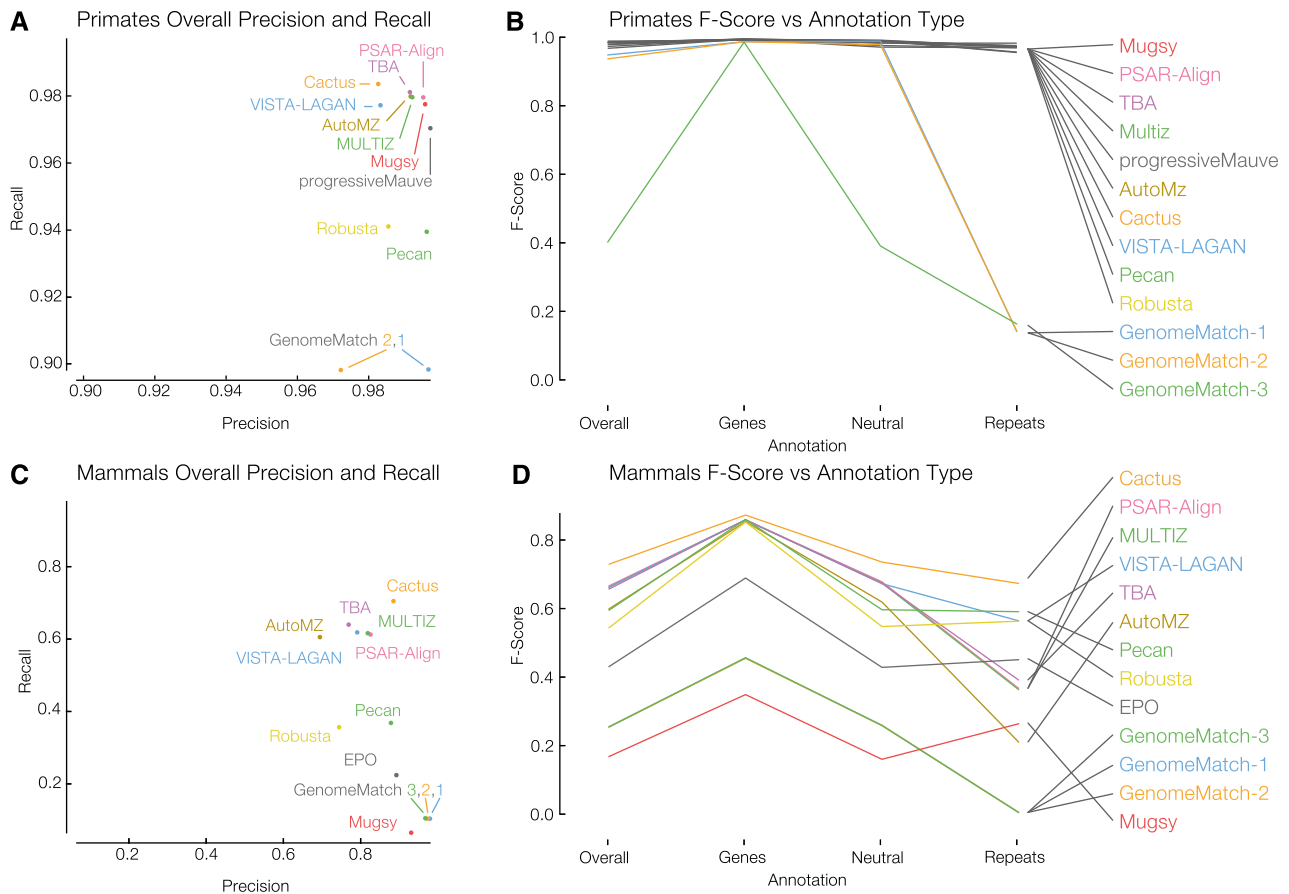 A
Primates Overall Precision and Recall
PSAR-Align
TBA
Cactus
VISTA-LAGAN
AutoMZ
MULTIZ
Mugsy
progressiveMauve
Robusta
Pecan
GenomeMatch 2,1
0.98
0.96
0.94
0.92
0.90
Recall
0.90
0.92
0.94
0.96
0.98
Precision
B
Primates F-Score vs Annotation Type
1.0
0.8
0.6
0.4
0.2
0.0
F-Score
Overall
Genes
Neutral
Repeats
Annotation
Mugsy
PSAR-Align
TBA
Multiz
progressiveMauve
AutoMz
Cactus
VISTA-LAGAN
Pecan
Robusta
GenomeMatch-1
GenomeMatch-2
GenomeMatch-3
C
Mammals Overall Precision and Recall
Cactus
TBA
MULTIZ
AutoMZ
VISTA-LAGAN
PSAR-Align
Pecan
Robusta
EPO
GenomeMatch 3,2,1
Mugsy
0.8
0.6
0.4
0.2
Recall
0.2
0.4
0.6
0.8
Precision
D
Mammals F-Score vs Annotation Type
0.8
0.6
0.4
0.2
0.0
F-Score
Overall
Genes
Neutral
Repeats
Annotation
Cactus
PSAR-Align
MULTIZ
VISTA-LAGAN
TBA
AutoMZ
Pecan
Robusta
EPO
GenomeMatch-3
GenomeMatch-1
GenomeMatch-2
Mugsy